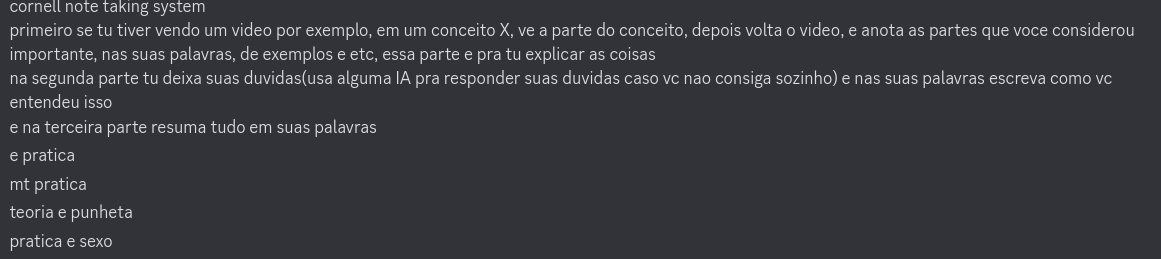 cornell note taking system
primeiro se tu tiver vendo um video por exemplo, em um conceito X, ve a parte do conceito, depois volta o video, e anota as partes que voce considerou
importante, nas suas palavras, de exemplos e etc, essa parte e pra tu explicar as coisas
na segunda parte tu deixa suas duvidas(usa alguma IA pra responder suas duvidas caso vc nao consiga sozinho) e nas suas palavras escreva como vc
entendeu isso
e na terceira parte resuma tudo em suas palavras
e pratica
mt pratica
teoria e punheta
pratica e sexo